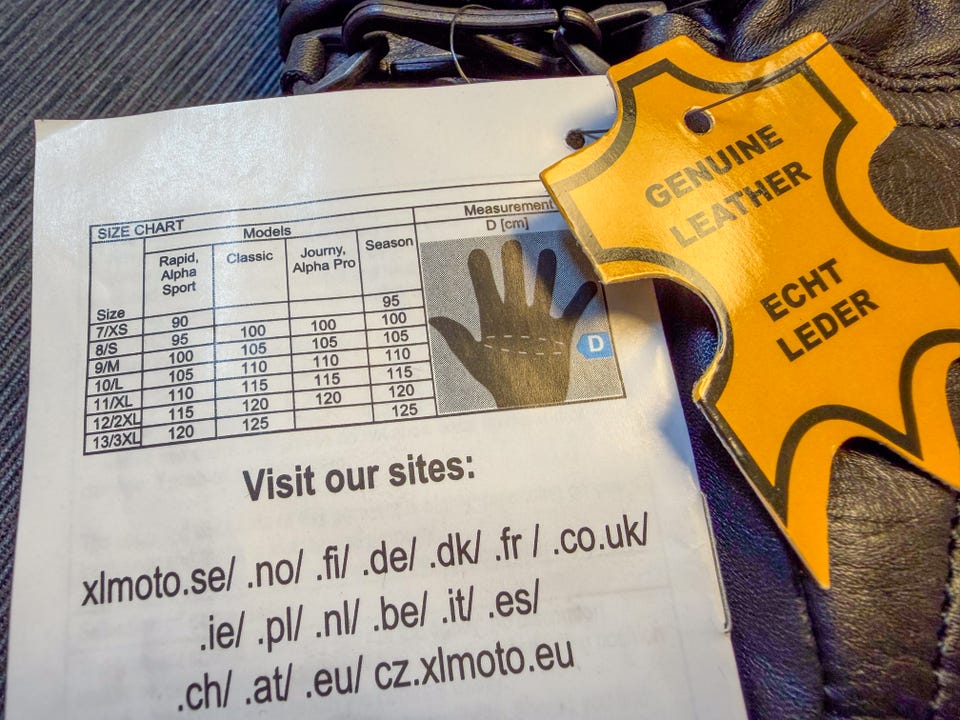 SIZE CHART
Models
Measurement
D [cm]
Size
Rapid, Alpha Sport
Classic
Journy, Alpha Pro
Season
7/XS 90 95
8/S 95 100 100 100
9/M 100 105 105 105
10/L 105 110 110 110
11/XL 110 115 115 115
12/2XL 115 120 120 120
13/3XL 120 125 125
D
Visit our sites:
xlmoto.se/ .no/ .fi/ .de/ .dk/ .fr / .co.uk/
.ie/ .pl/ .nl/ .be/ .it/ .es/
.ch/ .at/ .eu/ cz.xlmoto.eu
GENUINE
LEATHER
ECHT
LEDER